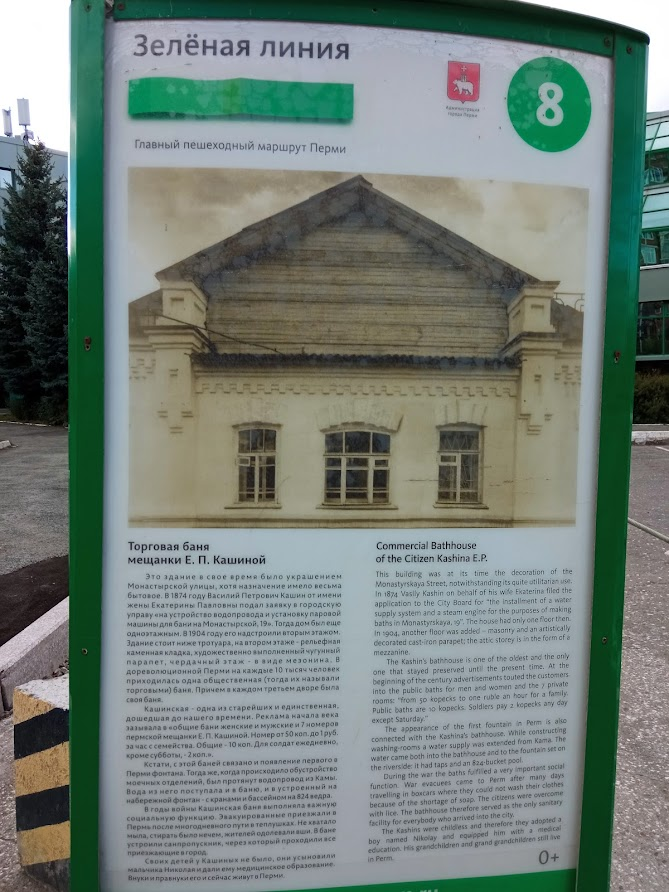 Зелёная линия
Администрация
города Перми
8
Главный пешеходный маршрут Перми
Торговая баня
мещанки Е. П. Кашиной
Это здание в свое время было украшением
Монастырской улицы, хотя назначение имело весьма
бытовое. В 1874 году Василий Петрович Кашин от имени
жены Екатерины Павловны подал заявку в городскую
управу «на устройство водопровода и установку паровой
машины для бани на Монастырской, 19». Тогда дом был еще
одноэтажным. В 1904 году его надстроили вторым этажом.
Здание стоит ниже тротуара, на втором этаже - рельефная
каменная кладка, художественно выполненный чугунный
парапет, чердачный этаж - в виде мезонина. В
дореволюционной Перми на каждые 10 тысяч человек
приходилась одна общественная (тогда их называли
торговыми) баня. Причем в каждом третьем дворе была
своя баня.
Кашинская - одна из старейших и единственная,
дошедшая до нашего времени. Реклама начала века
зазывала в «общие бани женские и мужские и 7 номеров
пермской мещанки Е. П. Кашиной. Номер от 50 коп. до 1 руб.
за час с семейства. Общие - 10 коп. Для солдат ежедневно,
кроме субботы, - 2 коп.».
Кстати, с этой баней связано и появление первого в
Перми фонтана. Тогда же, когда происходило обустройство
моечных отделений, был протянут водопровод из Камы.
Вода из него поступала и в баню, и в устроенный на
набережной фонтан - с кранами и бассейном на 824 ведра.
В годы войны Кашинская баня выполняла важную
социальную функцию. Эвакуированные приезжали в
Пермь после многодневного пути в теплушках. Не хватало
мыла, стирать было нечем, жителей одолевали вши. В бане
устроили санпропускник, через который проходили все
приезжающие в город.
Своих детей у Кашиных не было, они усыновили
мальчика Николая и дали ему медицинское образование.
Внуки и правнуки его и сейчас живут в Перми.
Commercial Bathhouse
of the Citizen Kashina E.P.
This building was at its time the decoration of the
Monastyrskaya Street, notwithstanding its quite utilitarian use.
In 1874 Vasily Kashin on behalf of his wife Ekaterina filed the
application to City Board for "the installment of a water
supply system and a steam engine for the purposes of making
baths in Monastyrskaya, 19". The house had only one floor then.
In 1904, another floor was added – masonry and an artistically
decorated cast-iron parapet; the attic storey is in the form of a
mezzanine.
The Kashin's bathhouse is one of the oldest and the only
one that stayed preserved until the present time. At the
beginning of the century advertisements touted the customers
into the public baths for men and women and the 7 private
rooms: "from 50 kopecks to one ruble an hour for a family.
Public baths are 10 kopecks. Soldiers pay 2 kopecks any day
except Saturday."
The appearance of the first fountain in Perm is also
connected with the Kashina's bathhouse. While constructing
washing-rooms a water supply was extended from Kama. The
water came both into the bathhouse and to the fountain set on
the riverside: it had taps and an 824-bucket pool.
During the war the baths fulfilled a very important social
function. War evacuees came to Perm after many days
travelling in boxcars where they could not wash their clothes
because of the shortage of soap. The citizens were overcome
with lice. The bathhouse therefore served as the only sanitary
facility for everybody who arrived into the city.
The Kashins were childless and therefore they adopted a
boy named Nikolay and equipped him with a medical
education. His grandchildren and grand grandchildren still live
in Perm.
0+